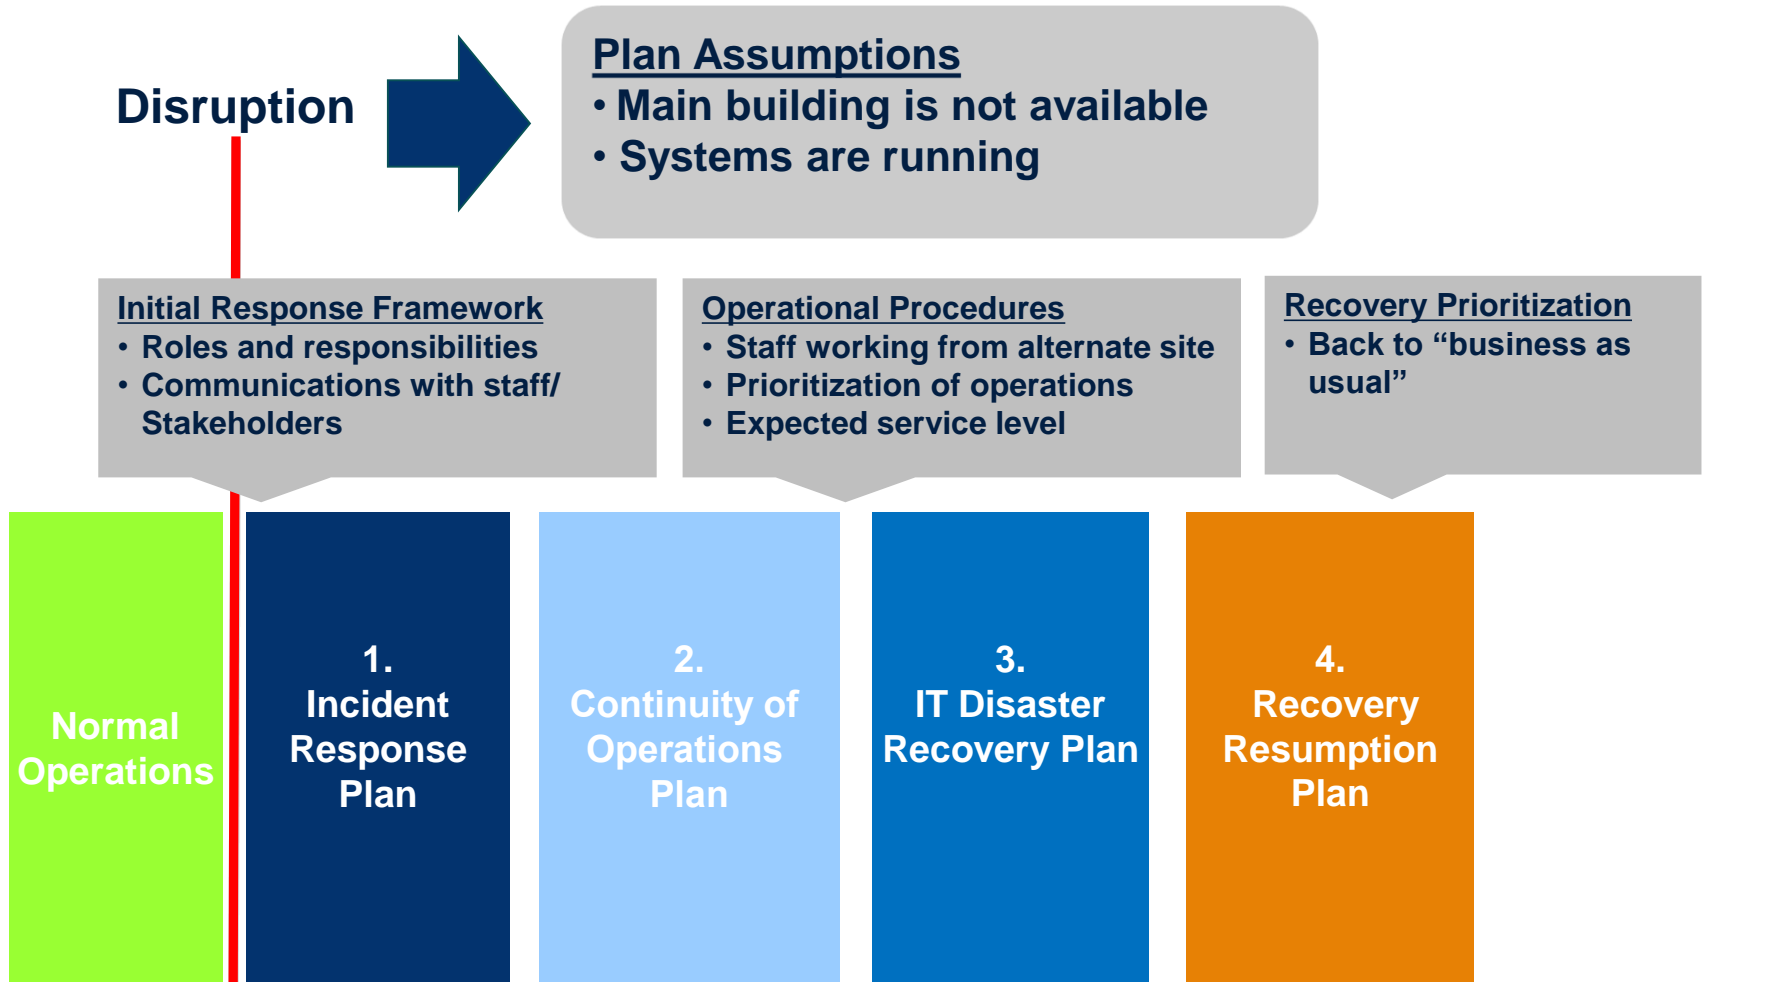 Disruption
Plan Assumptions
• Main building is not available
• Systems are running
Initial Response Framework
• Roles and responsibilities
• Communications with staff/
Stakeholders
Operational Procedures
• Staff working from alternate site
• Prioritization of operations
• Expected service level
Recovery Prioritization
• Back to “business as
usual”
Normal
Operations
1.
Incident
Response
Plan
2.
Continuity of
Operations
Plan
3.
IT Disaster
Recovery Plan
4.
Recovery
Resumption
Plan